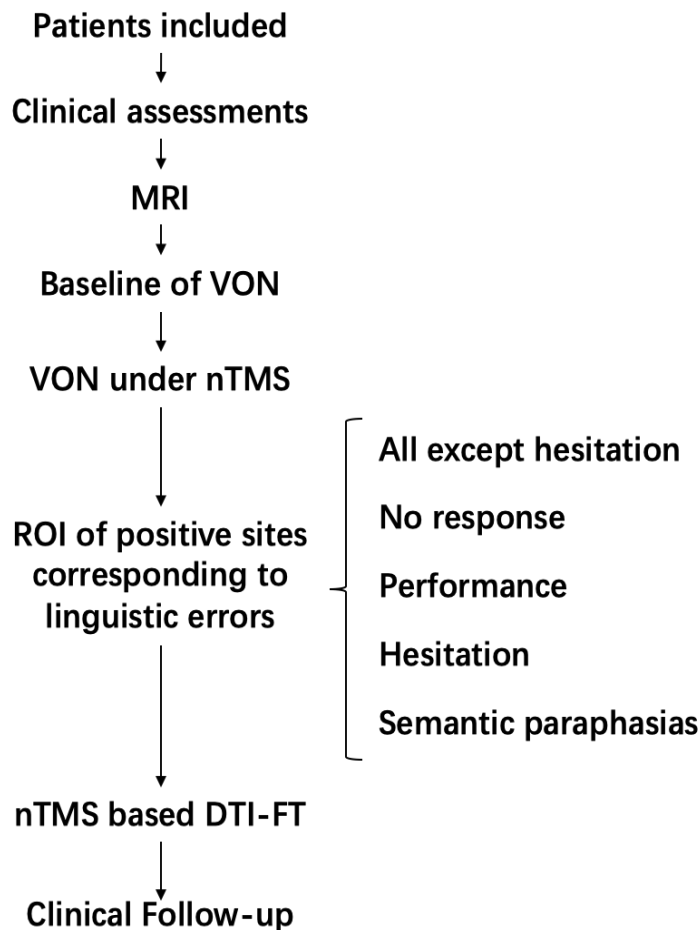 Patients included
Clinical assessments
MRI
Baseline of VON
VON under nTMS
ROI of positive sites
corresponding to
linguistic errors
All except hesitation
No response
Performance
Hesitation
Semantic paraphasias
nTMS based DTI-FT
Clinical Follow-up